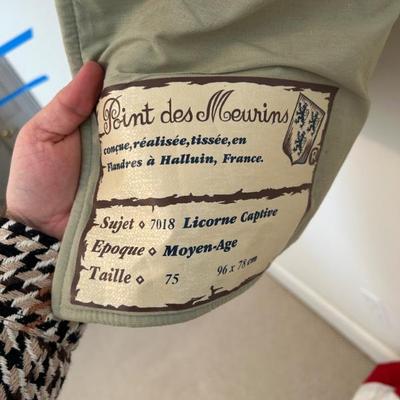 Point des Meurins
conçue,réalisée,tissée,en
Flandres à Halluin, France.
Sujet ⋄ 7018 Licorne Captive
Epoque ⋄ Moyen-Age
Taille ⋄ 75 96 x 78 cm